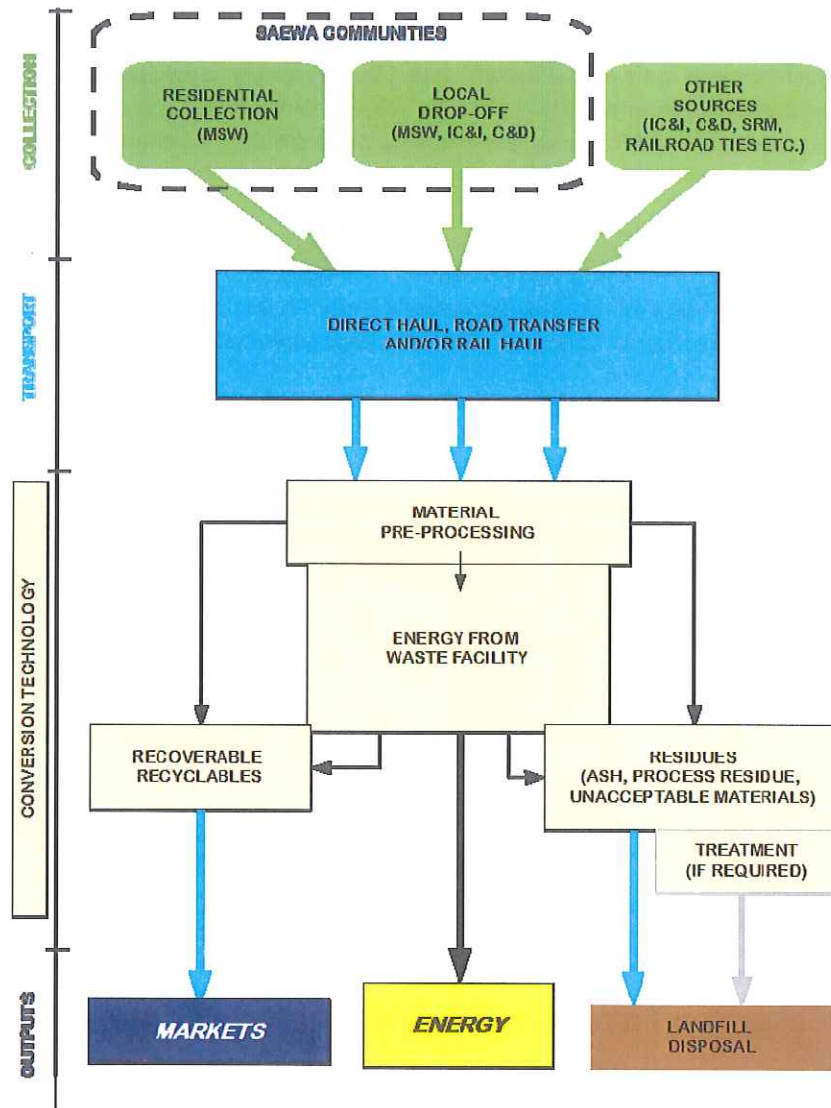 SAEWA COMMUNITIES
COLLECTION
RESIDENTIAL
COLLECTION
(MSW)
LOCAL
DROP-OFF
(MSW, IC&I, C&D)
OTHER
SOURCES
(IC&I, C&D, SRM,
RAILROAD TIES ETC.)
TRANSPORT
DIRECT HAUL, ROAD TRANSFER
AND/OR RAIL HAUL
CONVERSION TECHNOLOGY
MATERIAL
PRE-PROCESSING
ENERGY FROM
WASTE FACILITY
RECOVERABLE
RECYCLABLES
RESIDUES
(ASH, PROCESS RESIDUE,
UNACCEPTABLE MATERIALS)
TREATMENT
(IF REQUIRED)
OUTPUTS
MARKETS
ENERGY
LANDFILL
DISPOSAL